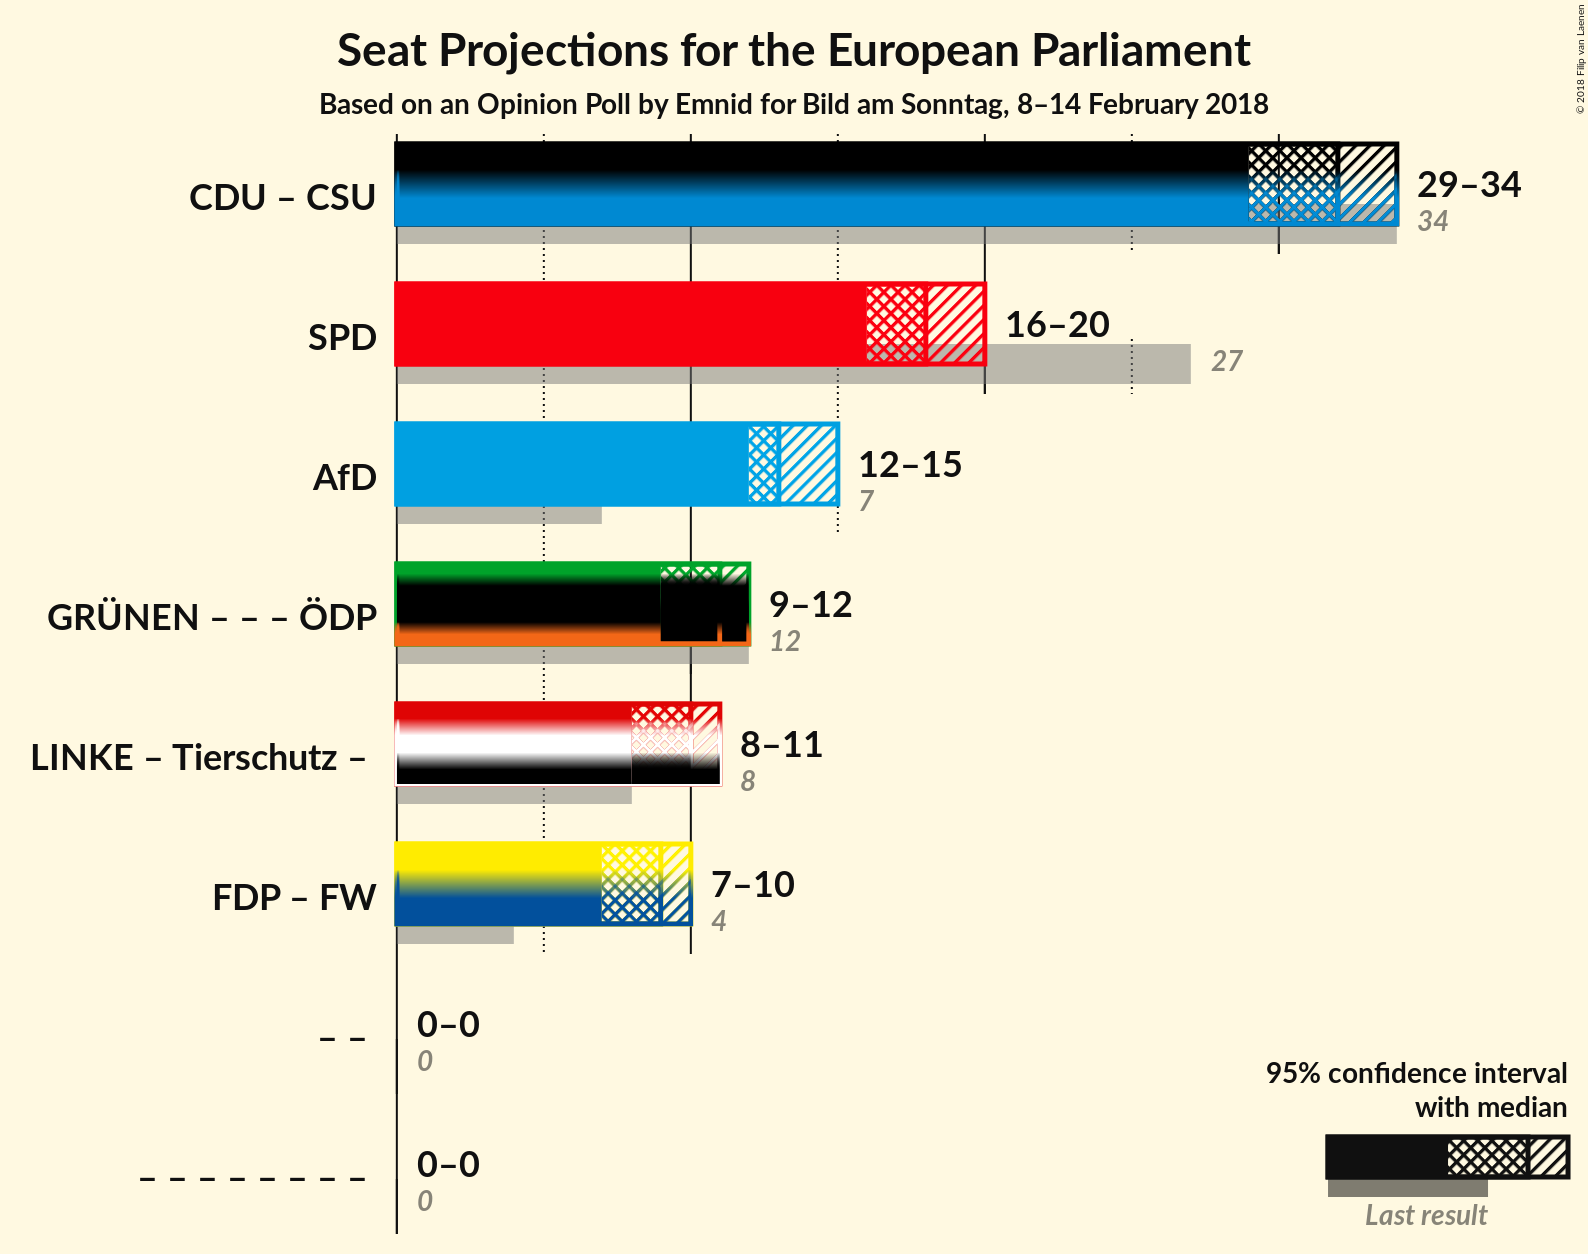 Seat Projections for the European Parliament
Based on an Opinion Poll by Emnid for Bild am Sonntag, 8–14 February 2018
© 2018 Filip van Laenen
CDU – CSU
29–34
34
SPD
16–20
27
AfD
12–15
7
GRÜNEN – – – ÖDP
9–12
12
LINKE – Tierschutz –
8–11
8
FDP – FW
7–10
4
– –
0–0
0
– – – – – – – –
0–0
0
95% confidence interval
with median
Last result